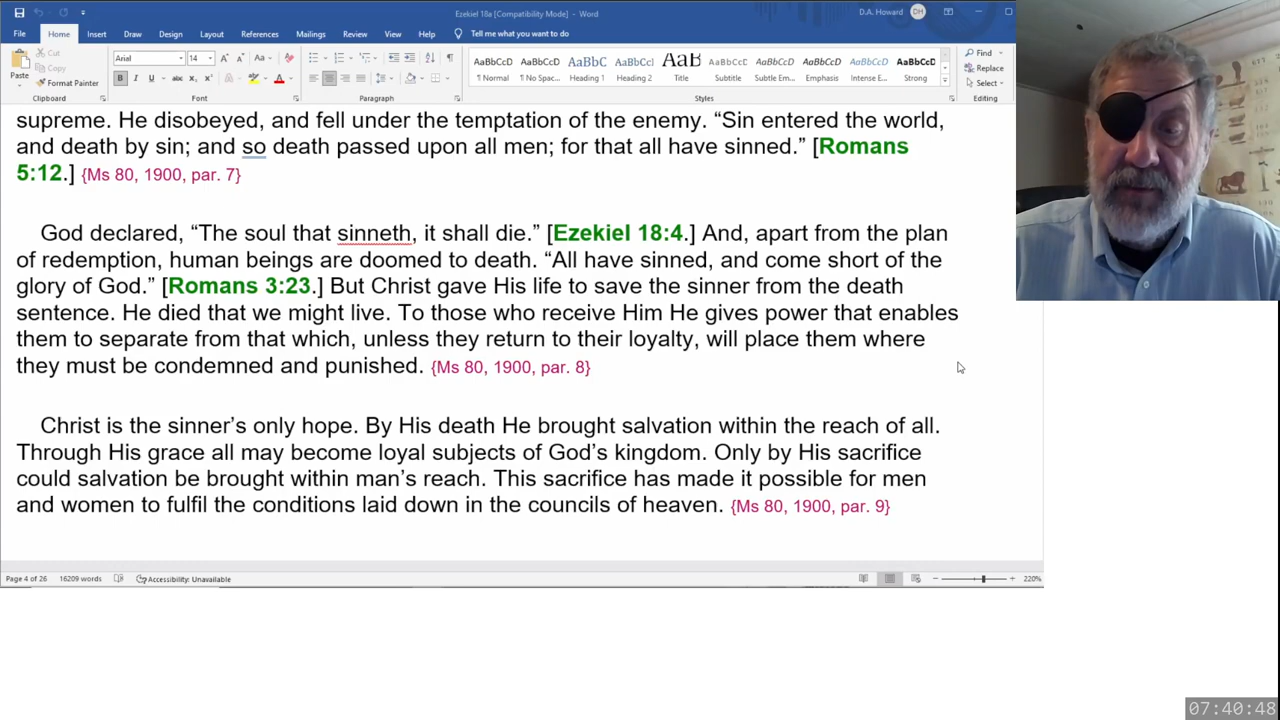 Ezekiel 18a [Compatibility Mode] - Word
D.A. Howard DH
File Home Insert Draw Design Layout References Mailings Review View Help Tell me what you want to do
Paste
Cut
Copy
Format Painter
Clipboard
Arial 14
Font
Paragraph
AaBbCcD AaBbCcD AaBbC AaBbCcD AaB AaBbCcD AaBbCcD AaBbCcD AaBbCcD AaBbCcD
¶ Normal ¶ No Spac... Heading 1 Heading 2 Title Subtitle Subtle Em... Emphasis Intense E... Strong
Styles
Find
Replace
Select
Editing
supreme. He disobeyed, and fell under the temptation of the enemy. “Sin entered the world,
and death by sin; and so death passed upon all men; for that all have sinned.” [Romans
5:12.] {Ms 80, 1900, par. 7}
God declared, “The soul that sinneth, it shall die.” [Ezekiel 18:4.] And, apart from the plan
of redemption, human beings are doomed to death. “All have sinned, and come short of the
glory of God.” [Romans 3:23.] But Christ gave His life to save the sinner from the death
sentence. He died that we might live. To those who receive Him He gives power that enables
them to separate from that which, unless they return to their loyalty, will place them where
they must be condemned and punished. {Ms 80, 1900, par. 8}
Christ is the sinner’s only hope. By His death He brought salvation within the reach of all.
Through His grace all may become loyal subjects of God’s kingdom. Only by His sacrifice
could salvation be brought within man’s reach. This sacrifice has made it possible for men
and women to fulfil the conditions laid down in the councils of heaven. {Ms 80, 1900, par. 9}
Page 4 of 26 16209 words Accessibility: Unavailable 220%
07:40:48